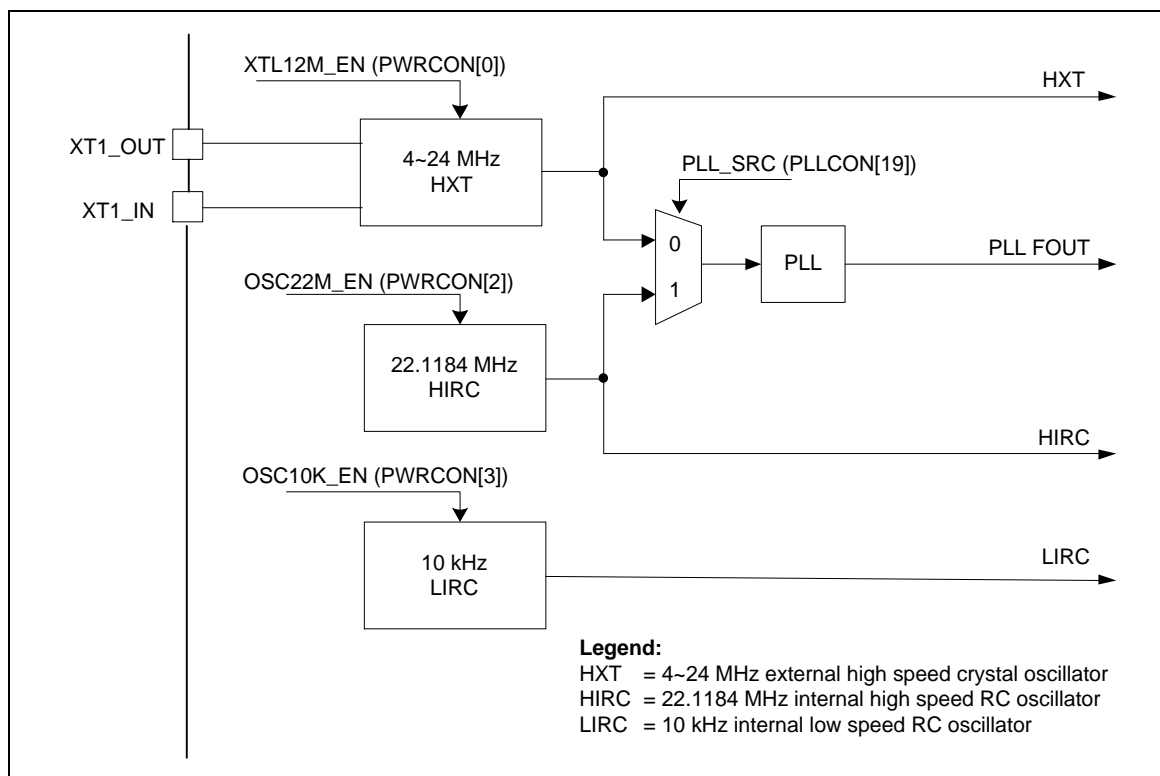 XTL12M_EN (PWRCON[0])
HXT
XT1_OUT
4~24 MHz
HXT
PLL_SRC (PLLCON[19])
XT1_IN
0
PLL
PLL FOUT
1
OSC22M_EN (PWRCON[2])
22.1184 MHz
HIRC
HIRC
OSC10K_EN (PWRCON[3])
10 kHz
LIRC
LIRC
Legend:
HXT = 4~24 MHz external high speed crystal oscillator
HIRC = 22.1184 MHz internal high speed RC oscillator
LIRC = 10 kHz internal low speed RC oscillator